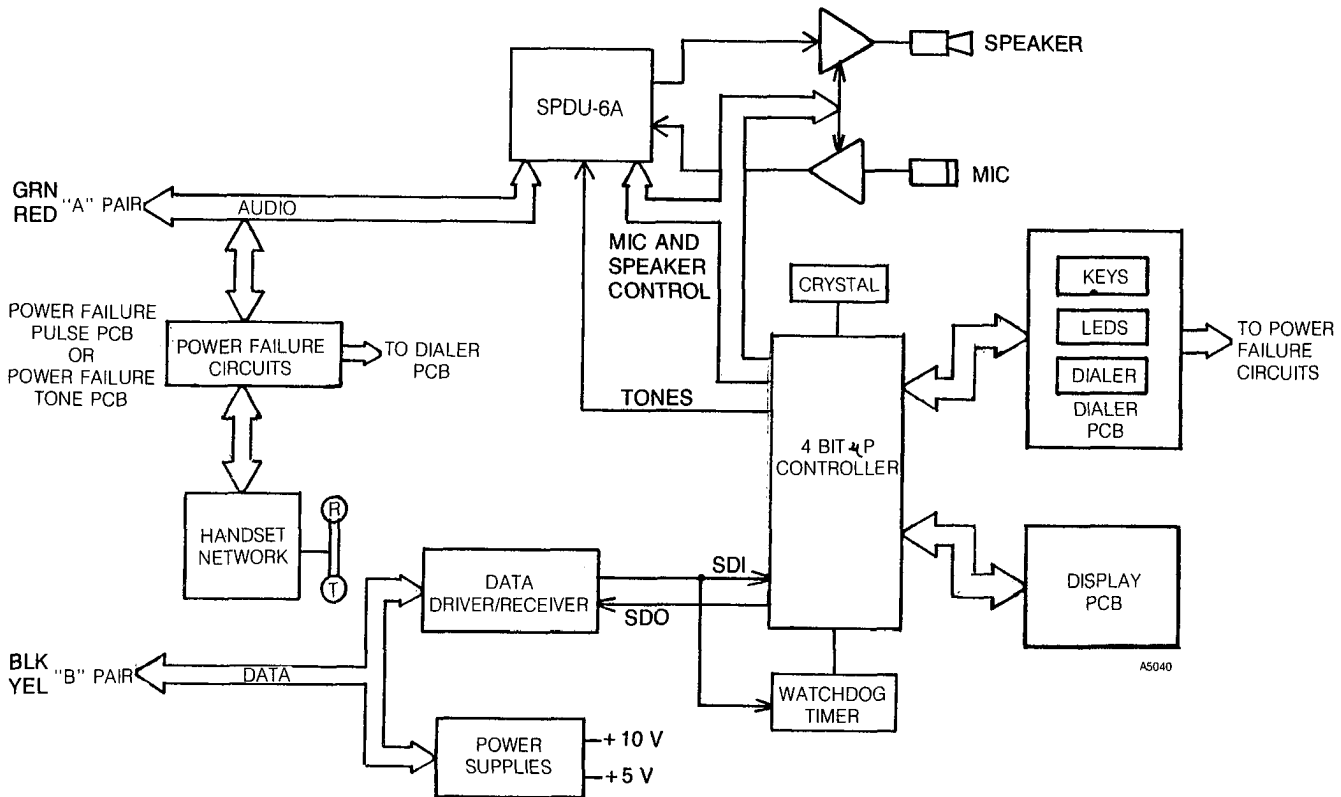 SPEAKER
SPDU-6A
MIC
GRN
RED
"A" PAIR
AUDIO
MIC AND
SPEAKER
CONTROL
CRYSTAL
KEYS
LEDS
DIALER
DIALER
PCB
TO POWER
FAILURE
CIRCUITS
POWER FAILURE
PULSE PCB
OR
POWER FAILURE
TONE PCB
POWER FAILURE
CIRCUITS
TO DIALER
PCB
TONES
4 BIT µP
CONTROLLER
HANDSET
NETWORK
R
T
DATA
DRIVER/RECEIVER
SDI
SDO
DISPLAY
PCB
A5040
BLK
YEL
"B" PAIR
DATA
WATCHDOG
TIMER
POWER
SUPPLIES
+10 V
+5 V